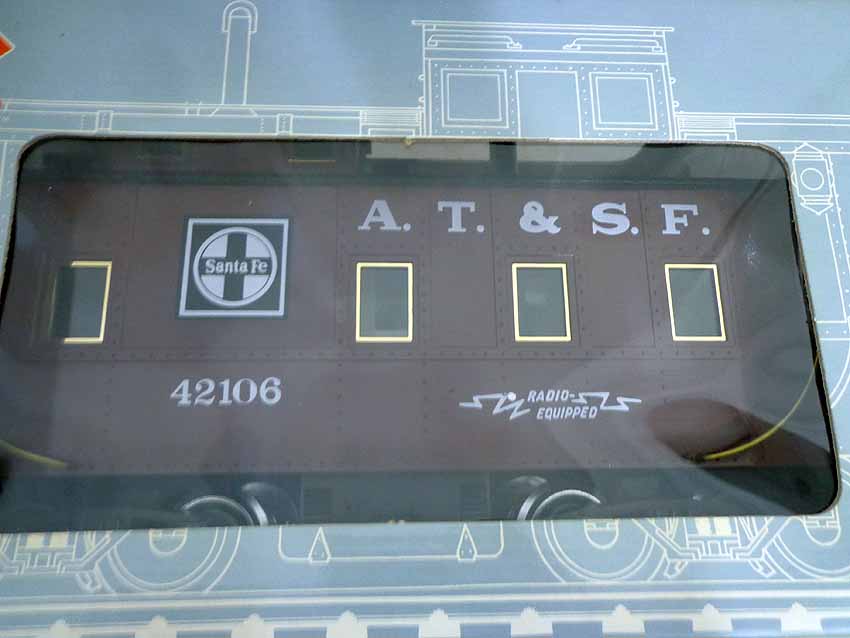 A. T. & S. F.
Santa Fe
42106
RADIO-
EQUIPPED